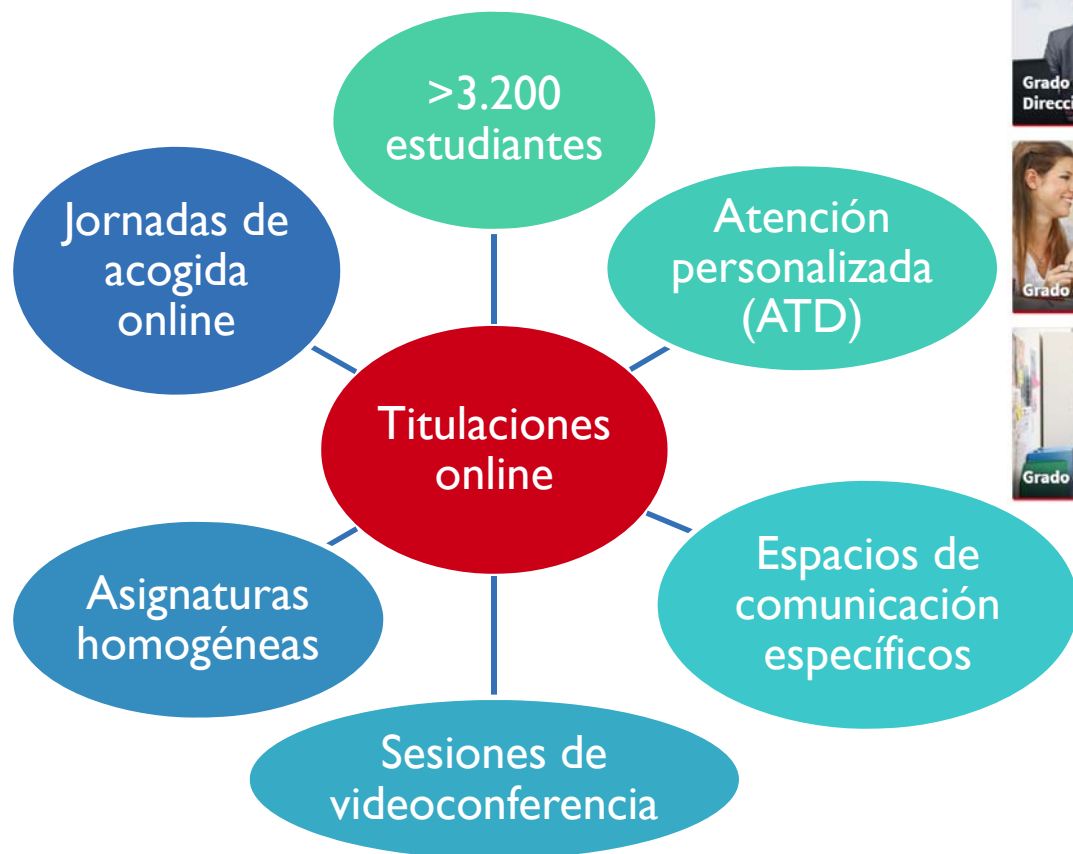 >3.200
estudiantes
Atención
personalizada
(ATD)
Espacios de
comunicación
específicos
Sesiones de
videoconferencia
Asignaturas
homogéneas
Jornadas de
acogida
online
Titulaciones
online
Grado
Grado
Grado